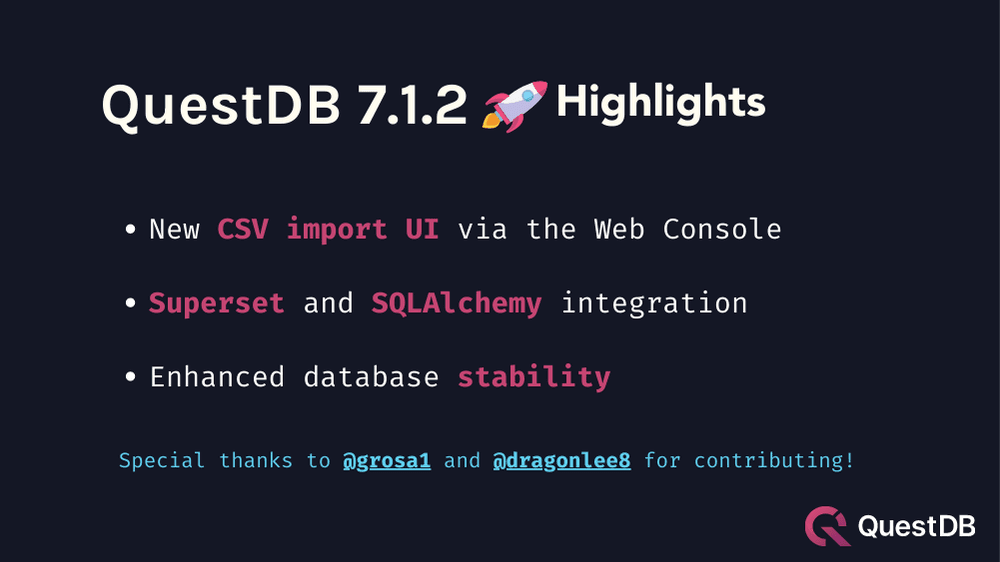 QuestDB 7.1.2 🚀 Highlights
• New CSV import UI via the Web Console
• Superset and SQLAlchemy integration
• Enhanced database stability
Special thanks to @grosa1 and @dragonlee8 for contributing!
QuestDB